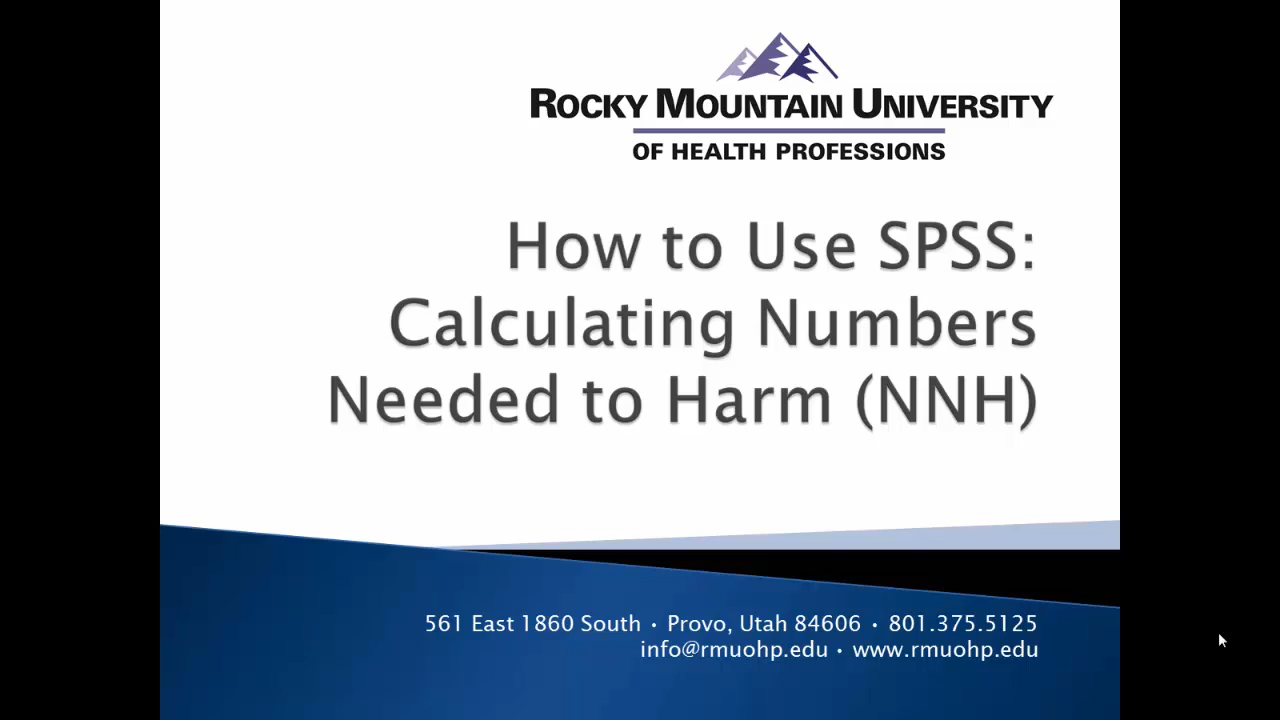 ROCKY MOUNTAIN UNIVERSITY
OF HEALTH PROFESSIONS
How to Use SPSS:
Calculating Numbers
Needed to Harm (NNH)
561 East 1860 South • Provo, Utah 84606 • 801.375.5125
info@rmuohp.edu • www.rmuohp.edu